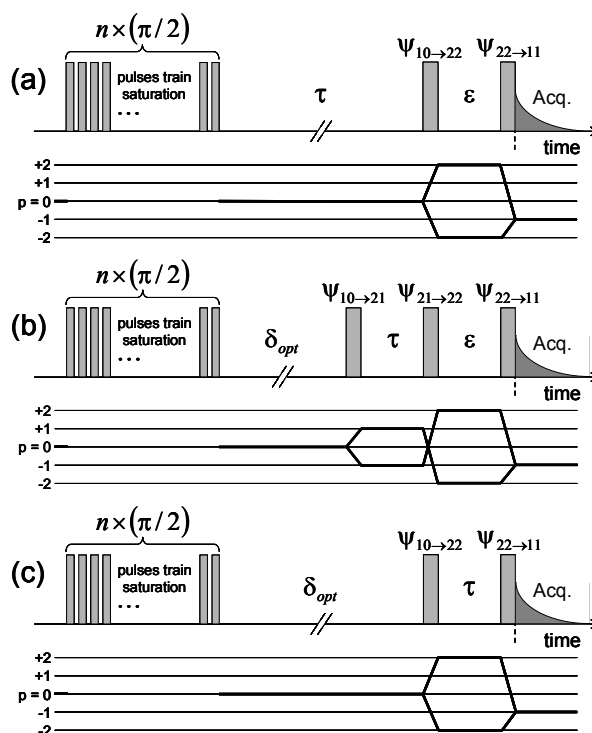 n×(π/2)
(a)
pulses train
saturation
...
τ
Ψ10→22
ε
Ψ22→11
Acq.
time
+2
+1
p = 0
-1
-2
n×(π/2)
(b)
pulses train
saturation
...
δopt
Ψ10→21
τ
Ψ21→22
ε
Ψ22→11
Acq.
time
+2
+1
p = 0
-1
-2
n×(π/2)
(c)
pulses train
saturation
...
δopt
Ψ10→22
τ
Ψ22→11
Acq.
time
+2
+1
p = 0
-1
-2